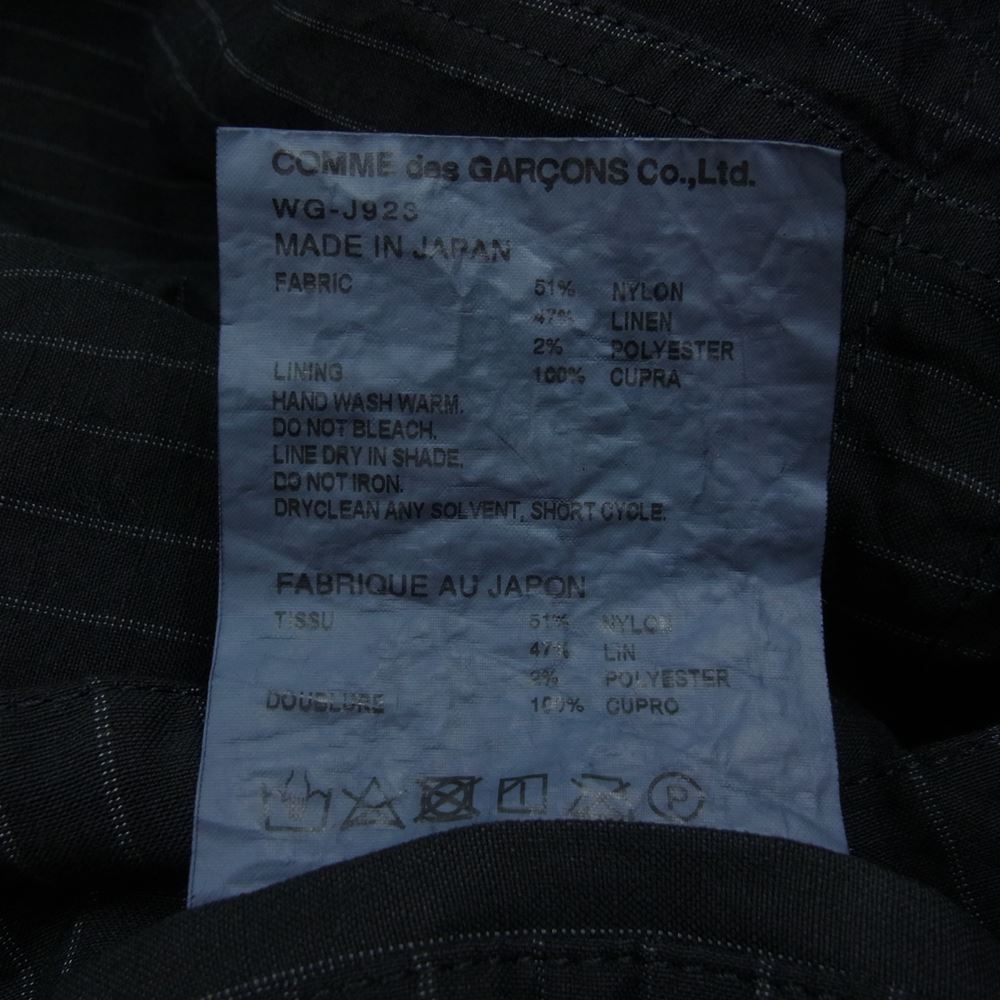 COMME des GARÇONS Co.,Ltd.
WG-J923
MADE IN JAPAN
FABRIC 51% NYLON
47% LINEN
2% POLYESTER
LINING 100% CUPRA
HAND WASH WARM.
DO NOT BLEACH.
LINE DRY IN SHADE.
DO NOT IRON.
DRYCLEAN ANY SOLVENT, SHORT CYCLE.
FABRIQUE AU JAPON
TISSU 51% NYLON
47% LIN
2% POLYESTER
DOUBLURE 100% CUPRO
P